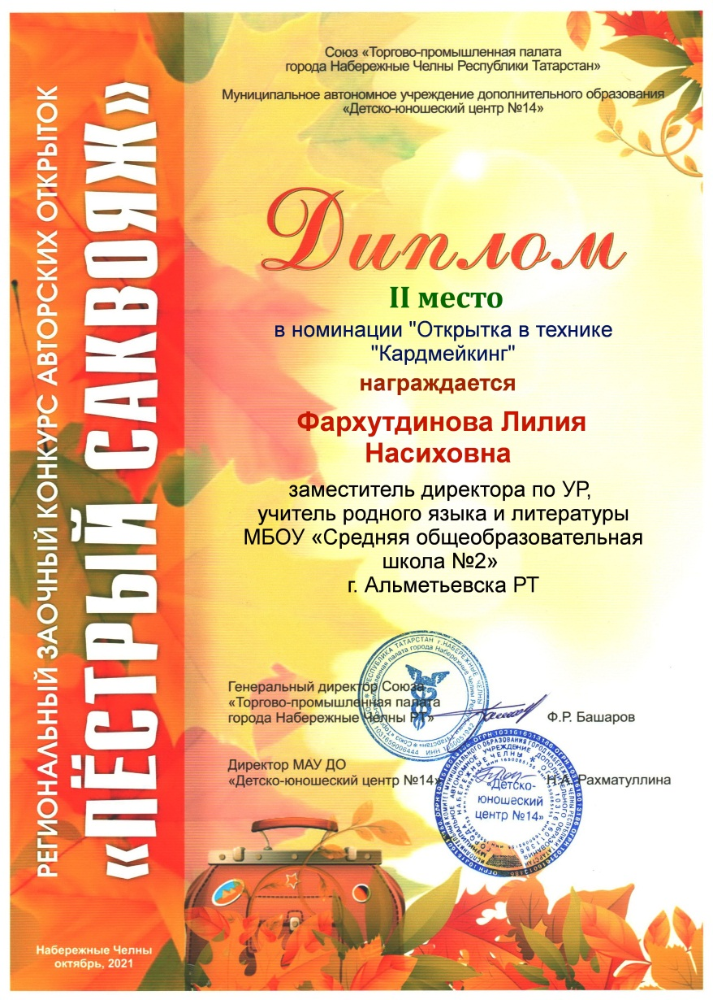 Союз «Торгово-промышленная палата
города Набережные Челны Республики Татарстан»
Муниципальное автономное учреждение дополнительного образования
«Детско-юношеский центр №14»
РЕГИОНАЛЬНЫЙ ЗАОЧНЫЙ КОНКУРС АВТОРСКИХ ОТКРЫТОК
«ПЁСТРЫЙ САКВОЯЖ»
Диплом
II место
в номинации "Открытка в технике
"Кардмейкинг"
награждается
Фархутдинова Лилия
Насиховна
заместитель директора по УР,
учитель родного языка и литературы
МБОУ «Средняя общеобразовательная
школа №2»
г. Альметьевска РТ
Генеральный директор Союза
«Торгово-промышленная палата
города Набережные Челны РТ»
Ф.Р. Башаров
Директор МАУ ДО
«Детско-юношеский центр №14»
Н.А. Рахматуллина
РЕСПУБЛИКА ТАТАРСТАН г.НАБЕРЕЖНЫЕ ЧЕЛНЫ
«Детско-
юношеский
центр №14»
Набережные Челны
октябрь, 2021